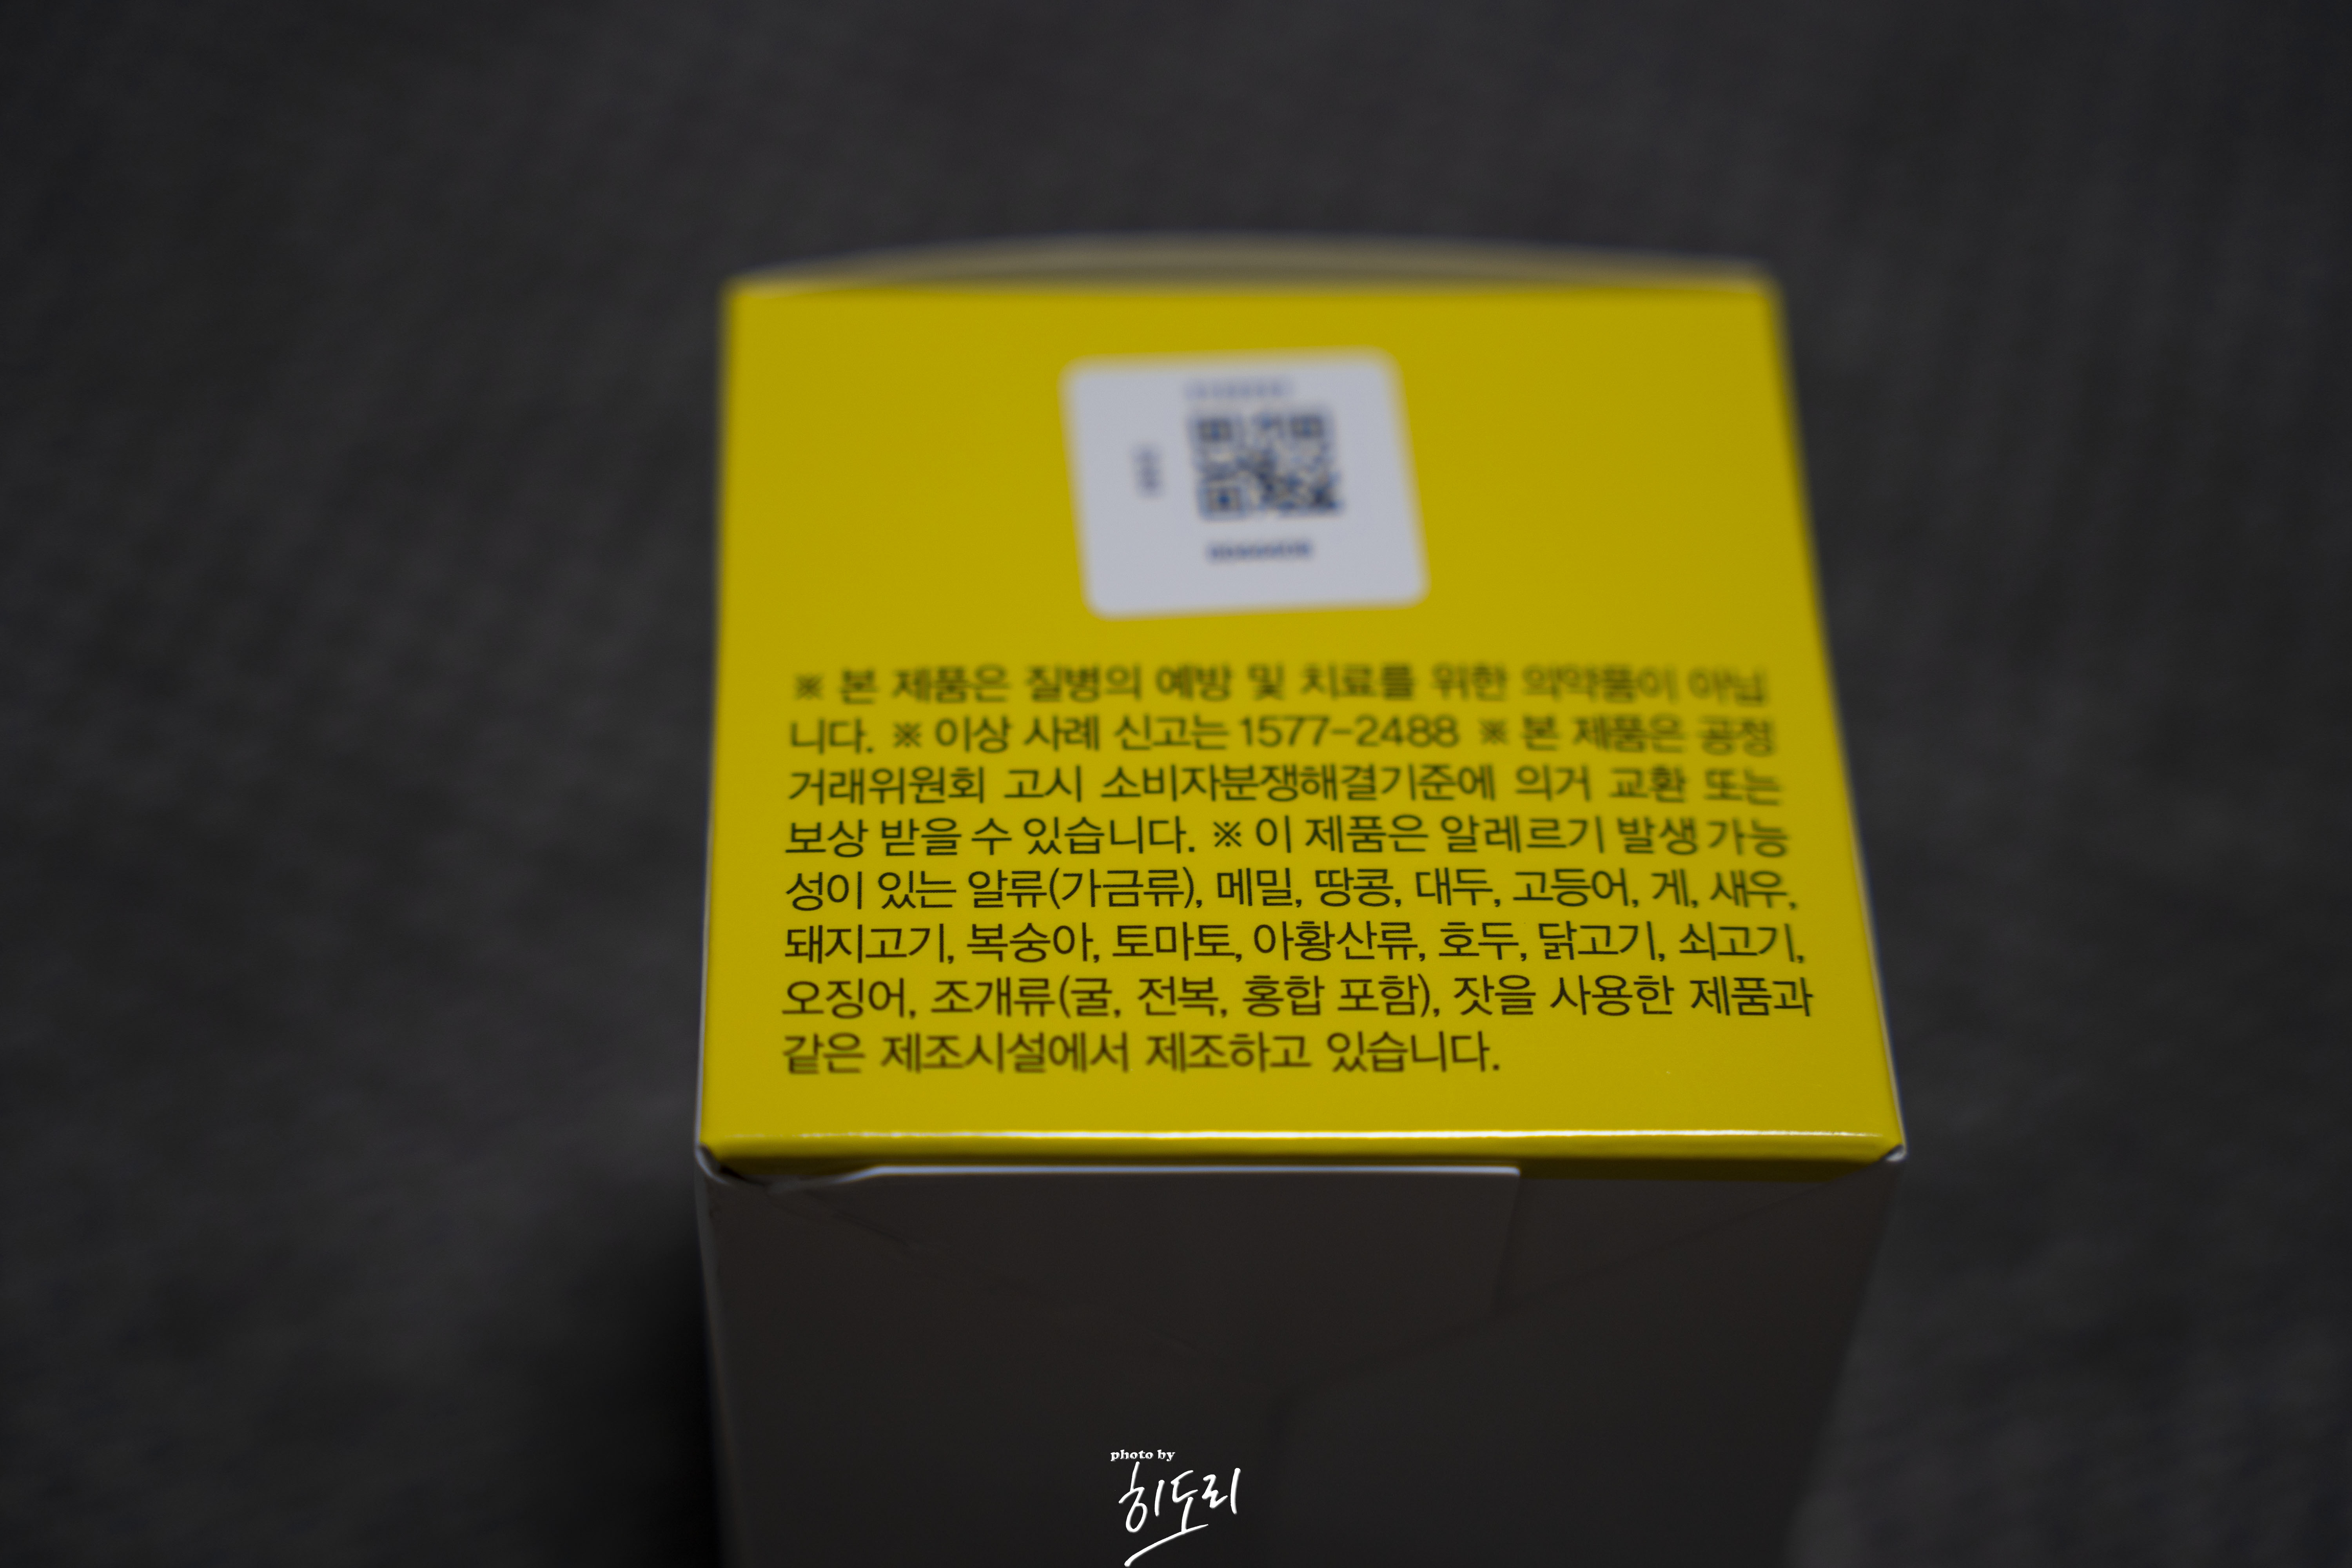 ※ 본 제품은 질병의 예방 및 치료를 위한 의약품이 아닙
니다. ※ 이상 사례 신고는 1577-2488 ※ 본 제품은 공정
거래위원회 고시 소비자분쟁해결기준에 의거 교환 또는
보상 받을 수 있습니다. ※ 이 제품은 알레르기 발생 가능
성이 있는 알류(가금류), 메밀, 땅콩, 대두, 고등어, 게, 새우,
돼지고기, 복숭아, 토마토, 아황산류, 호두, 닭고기, 쇠고기,
오징어, 조개류(굴, 전복, 홍합 포함), 잣을 사용한 제품과
같은 제조시설에서 제조하고 있습니다.
photo by
히도리